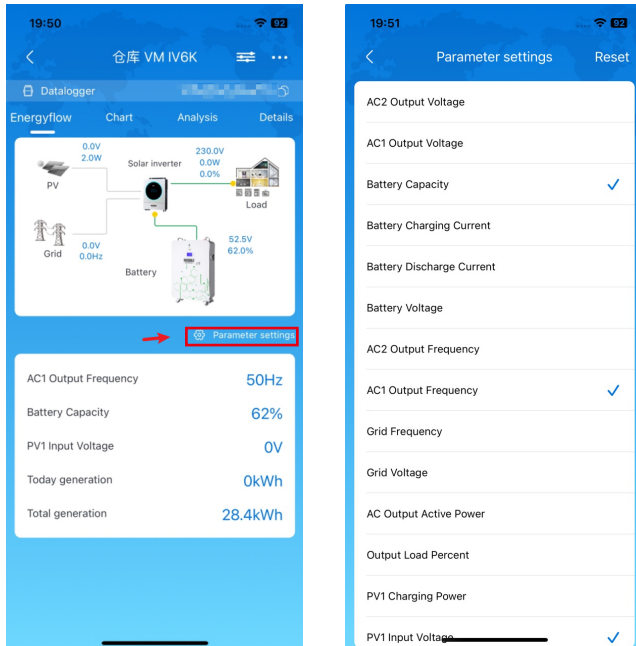 19:50
92
仓库 VM IV6K
Datalogger
Energyflow Chart Analysis Details
0.0V
2.0W
PV
Solar inverter
230.0V
0.0W
0.0%
Load
Grid
0.0V
0.0Hz
Battery
52.5V
62.0%
Parameter settings
AC1 Output Frequency 50Hz
Battery Capacity 62%
PV1 Input Voltage 0V
Today generation 0kWh
Total generation 28.4kWh
19:51
92
Parameter settings Reset
AC2 Output Voltage
AC1 Output Voltage
Battery Capacity
Battery Charging Current
Battery Discharge Current
Battery Voltage
AC2 Output Frequency
AC1 Output Frequency
Grid Frequency
Grid Voltage
AC Output Active Power
Output Load Percent
PV1 Charging Power
PV1 Input Voltage